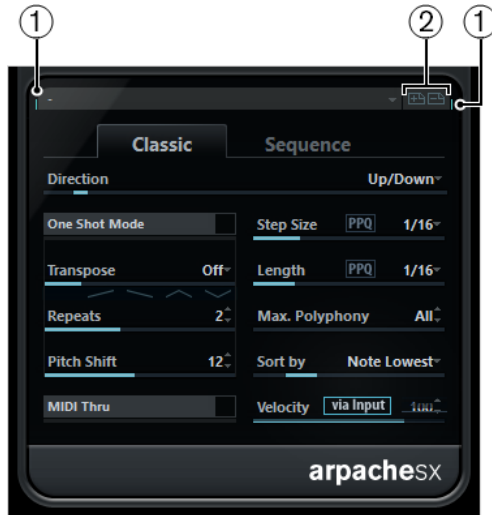 1 2 1
-
Classic Sequence
Direction Up/Down
One Shot Mode Step Size PPQ 1/16
Transpose Off Length PPQ 1/16
Repeats 2 Max. Polyphony All
Pitch Shift 12 Sort by Note Lowest
MIDI Thru Velocity via Input 100
arpacheSX